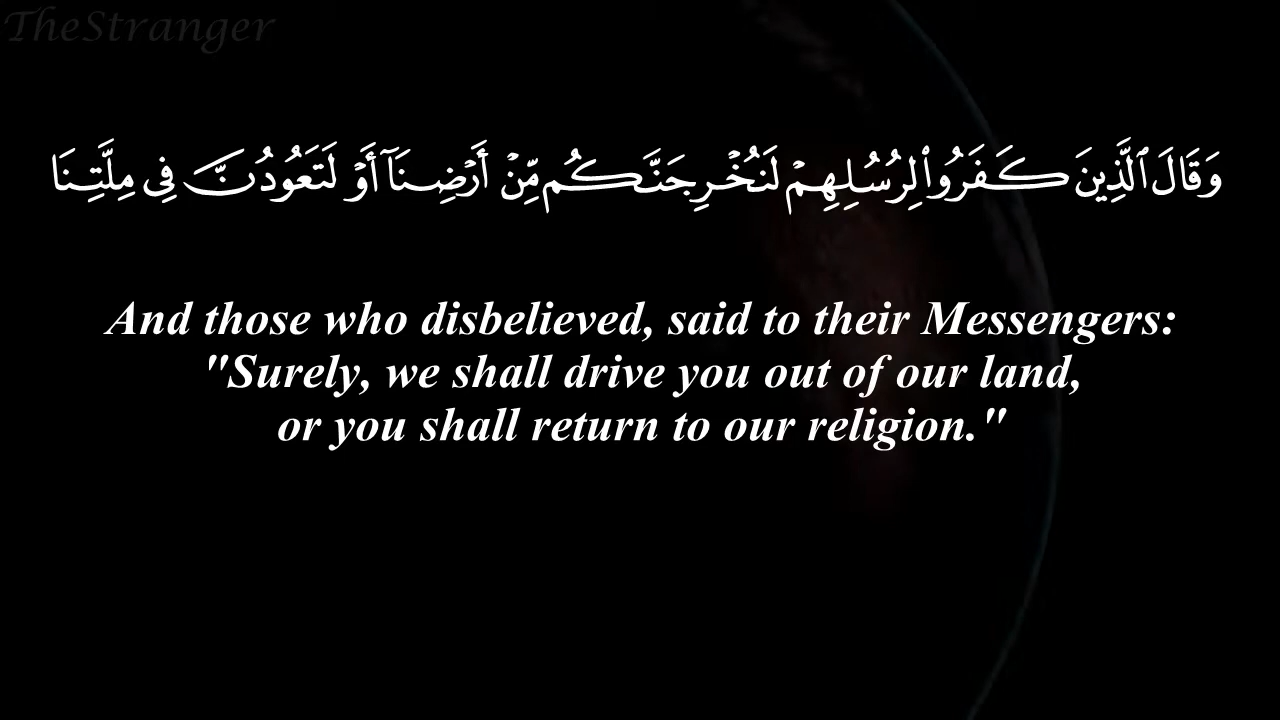 TheStranger
وَقَالَ ٱلَّذِينَ كَفَرُوا۟ لِرُسُلِهِمْ لَنُخْرِجَنَّكُم مِّنْ أَرْضِنَآ أَوْ لَتَعُودُنَّ فِى مِلَّتِنَا
And those who disbelieved, said to their Messengers:
"Surely, we shall drive you out of our land,
or you shall return to our religion."